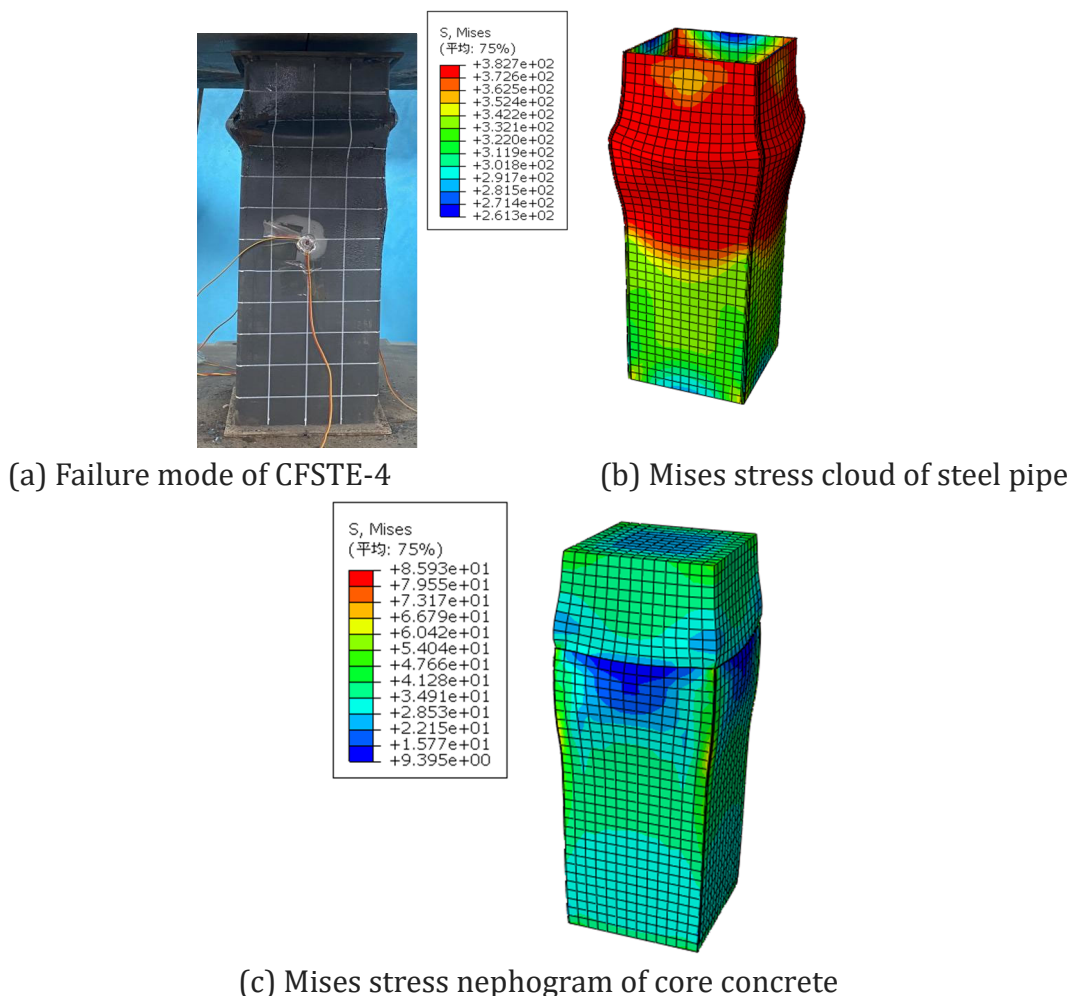 S, Mises
(平均: 75%)
+3.827e+02
+3.726e+02
+3.625e+02
+3.524e+02
+3.422e+02
+3.321e+02
+3.220e+02
+3.119e+02
+3.018e+02
+2.917e+02
+2.815e+02
+2.714e+02
+2.613e+02
(a) Failure mode of CFSTE-4
(b) Mises stress cloud of steel pipe
S, Mises
(平均: 75%)
+8.593e+01
+7.955e+01
+7.317e+01
+6.679e+01
+6.042e+01
+5.404e+01
+4.766e+01
+4.128e+01
+3.491e+01
+2.853e+01
+2.215e+01
+1.577e+01
+9.395e+00
(c) Mises stress nephogram of core concrete